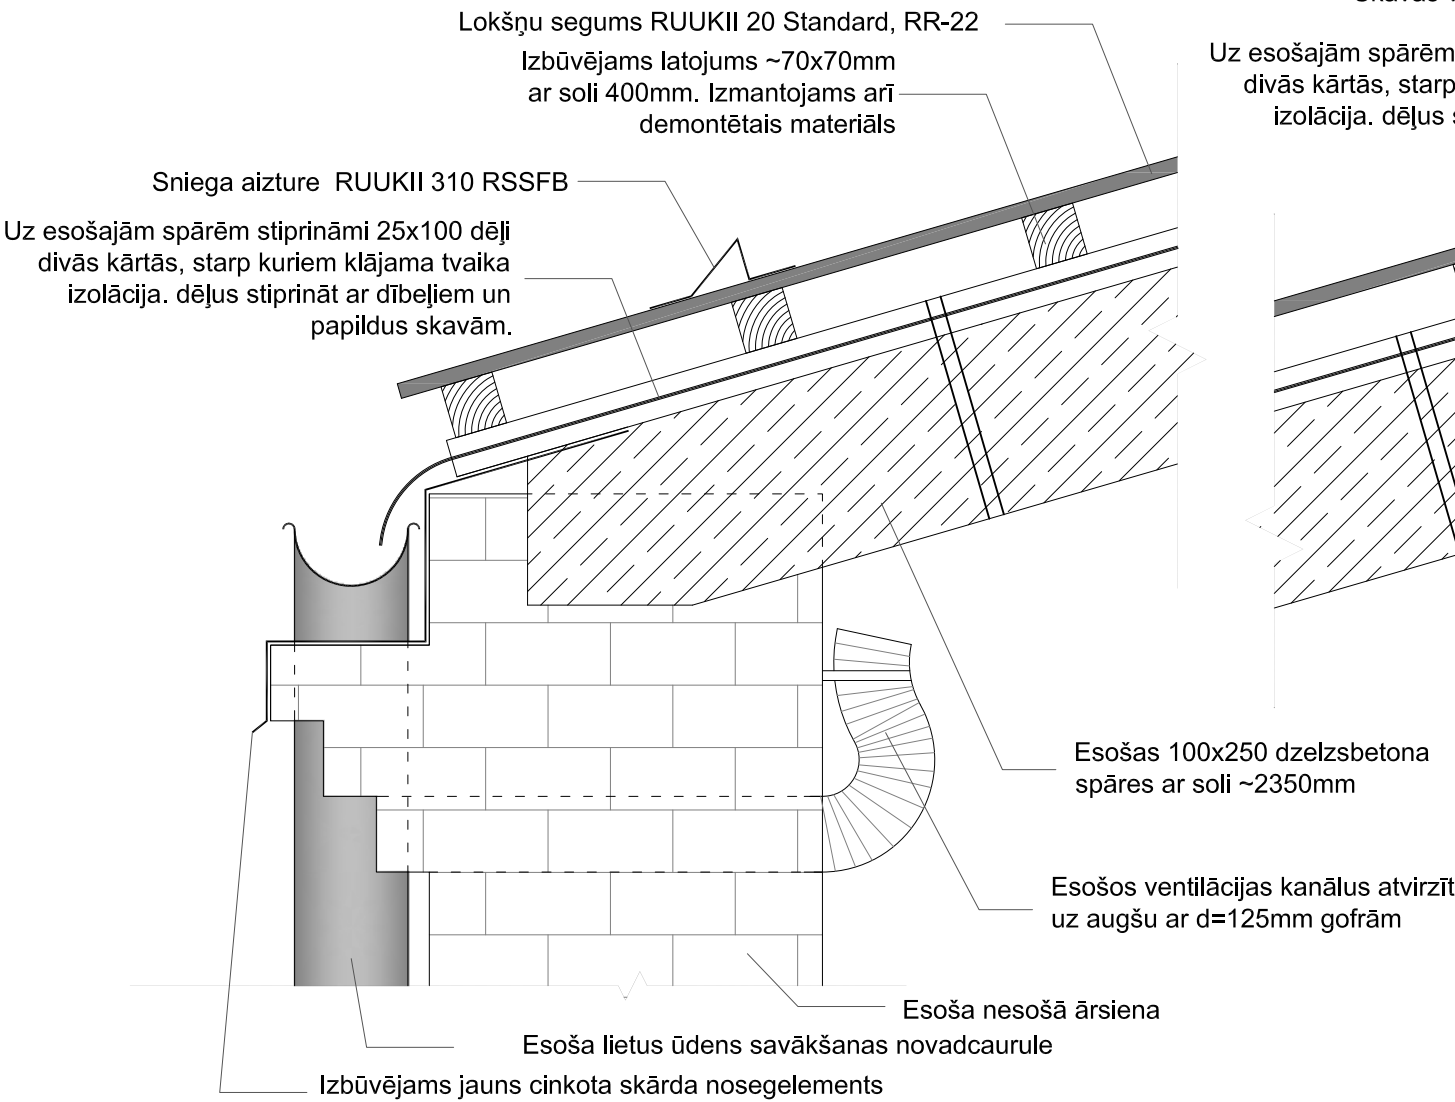 Lokšņu segums RUUKII 20 Standard, RR-22
Izbūvējams latojums ~70x70mm
ar soli 400mm. Izmantojams arī
demontētais materiāls
Sniega aizture RUUKII 310 RSSFB
Uz esošajām spārēm stiprināmi 25x100 dēļi
divās kārtās, starp kuriem klājama tvaika
izolācija. dēļus stiprināt ar dībeļiem un
papildus skavām.
Uz esošajām spārēm
divās kārtās, starp
izolācija. dēļus
Esošas 100x250 dzelzsbetona
spāres ar soli ~2350mm
Esošos ventilācijas kanālus atvirzīt
uz augšu ar d=125mm gofrām
Esoša nesošā ārsiena
Esoša lietus ūdens savākšanas novadcaurule
Izbūvējams jauns cinkota skārda nosegelements